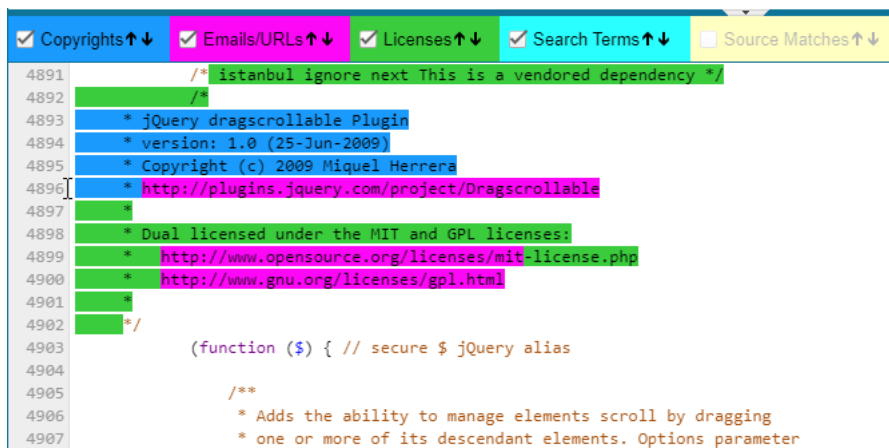 Copyrights↑↓ Emails/URLs↑↓ Licenses↑↓ Search Terms↑↓ Source Matches↑↓
4891 /* istanbul ignore next This is a vendored dependency */
4892 /*
4893 * jQuery dragscrollable Plugin
4894 * version: 1.0 (25-Jun-2009)
4895 * Copyright (c) 2009 Miquel Herrera
4896 * http://plugins.jquery.com/project/Dragscrollable
4897 *
4898 * Dual licensed under the MIT and GPL licenses:
4899 * http://www.opensource.org/licenses/mit-license.php
4900 * http://www.gnu.org/licenses/gpl.html
4901 *
4902 */
4903 (function ($) { // secure $ jQuery alias
4904
4905 /**
4906 * Adds the ability to manage elements scroll by dragging
4907 * one or more of its descendant elements. Options parameter